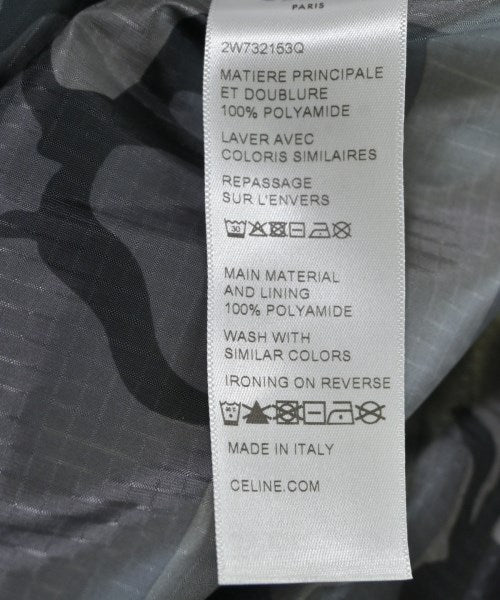 PARIS
2W732153Q
MATIERE PRINCIPALE
ET DOUBLURE
100% POLYAMIDE
LAVER AVEC
COLORIS SIMILAIRES
REPASSAGE
SUR L'ENVERS
30
MAIN MATERIAL
AND LINING
100% POLYAMIDE
WASH WITH
SIMILAR COLORS
IRONING ON REVERSE
MADE IN ITALY
CELINE.COM